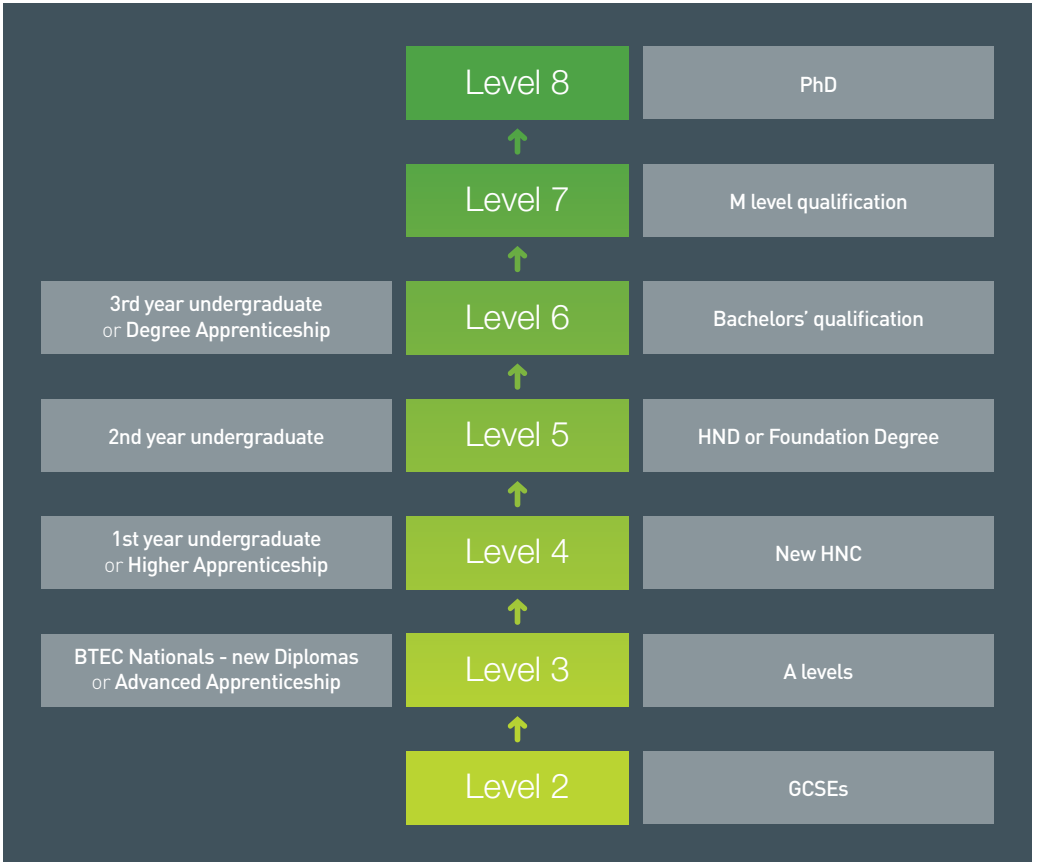 Level 8
PhD
Level 7
M level qualification
3rd year undergraduate
or Degree Apprenticeship
Level 6
Bachelors’ qualification
2nd year undergraduate
Level 5
HND or Foundation Degree
1st year undergraduate
or Higher Apprenticeship
Level 4
New HNC
BTEC Nationals - new Diplomas
or Advanced Apprenticeship
Level 3
A levels
Level 2
GCSEs